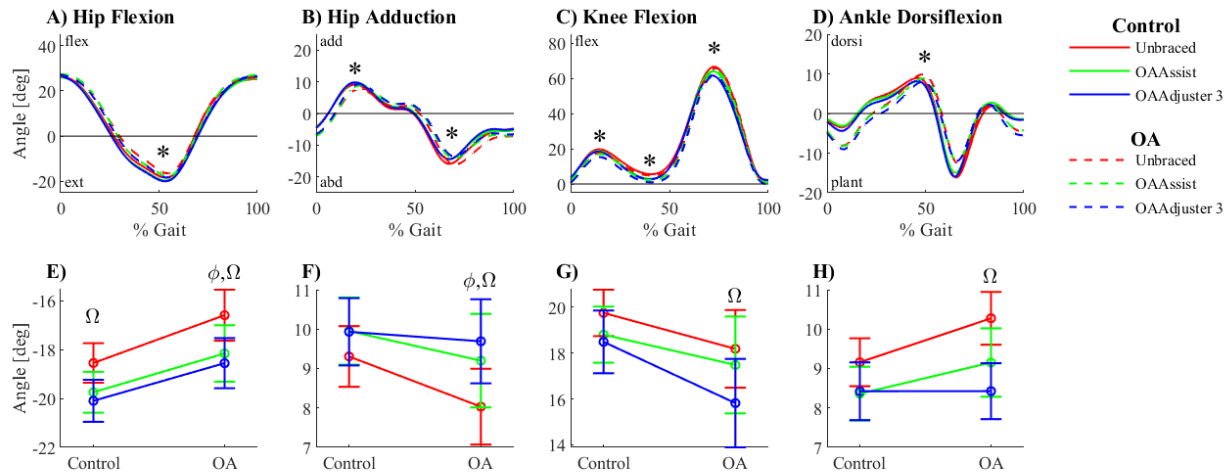 A) Hip Flexion
flex
40
20
0
-20
ext
Angle [deg]
0
50
100
% Gait
*
B) Hip Adduction
add
20
10
0
-10
-20
abd
0
50
100
% Gait
*
*
C) Knee Flexion
flex
80
60
40
20
0
0
50
100
% Gait
*
*
*
D) Ankle Dorsiflexion
dorsi
20
10
0
-10
-20
plant
0
50
100
% Gait
*
Control
Unbraced
OAAssist
OAAdjuster 3
OA
Unbraced
OAAssist
OAAdjuster 3
E)
-16
-18
-20
-22
Angle [deg]
Ω
ϕ,Ω
Control
OA
F)
11
10
9
8
7
ϕ,Ω
Control
OA
G)
20
18
16
14
Ω
Control
OA
H)
11
10
9
8
7
Ω
Control
OA